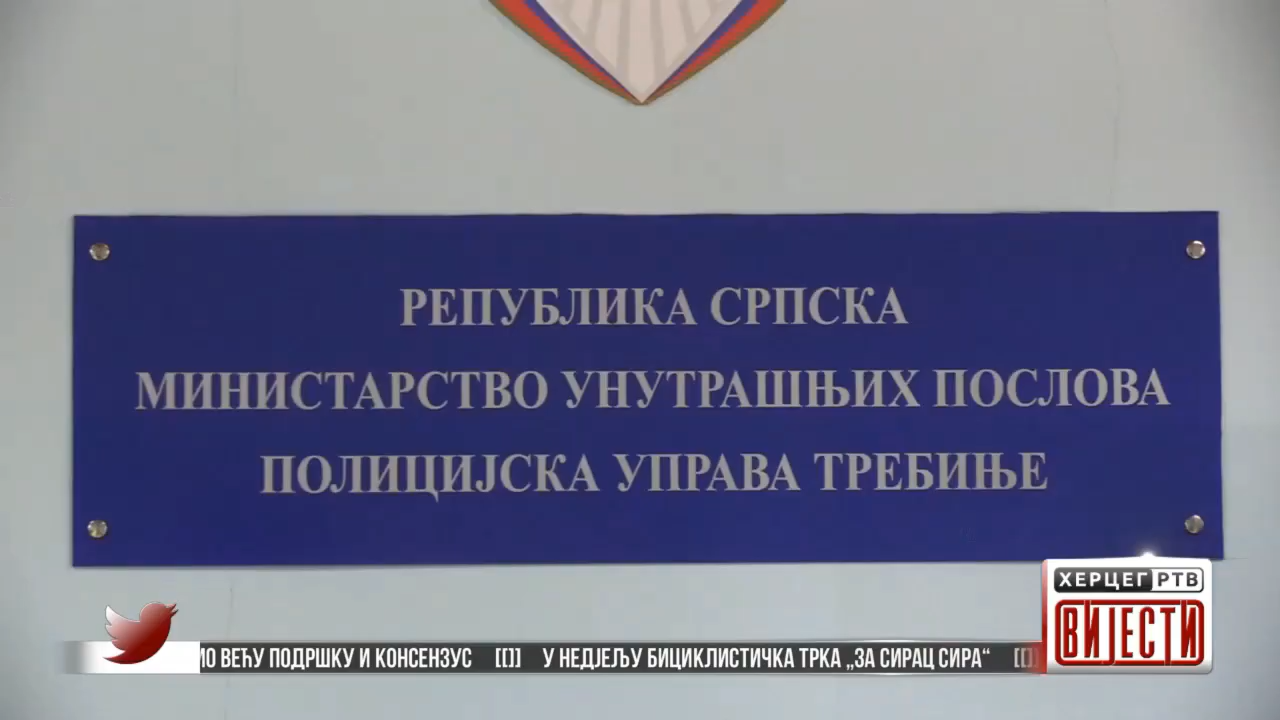 РЕПУБЛИКА СРПСКА
МИНИСТАРСТВО УНУТРАШЊИХ ПОСЛОВА
ПОЛИЦИЈСКА УПРАВА ТРЕБИЊЕ
ХЕРЦЕГ РТВ
ВИЈЕСТИ
ВЕЋУ ПОДРШКУ И КОНСЕНЗУС [[]] У НЕДЈЕЉУ БИЦИКЛИСТИЧКА ТРКА „ЗА СИРАЦ СИРА“